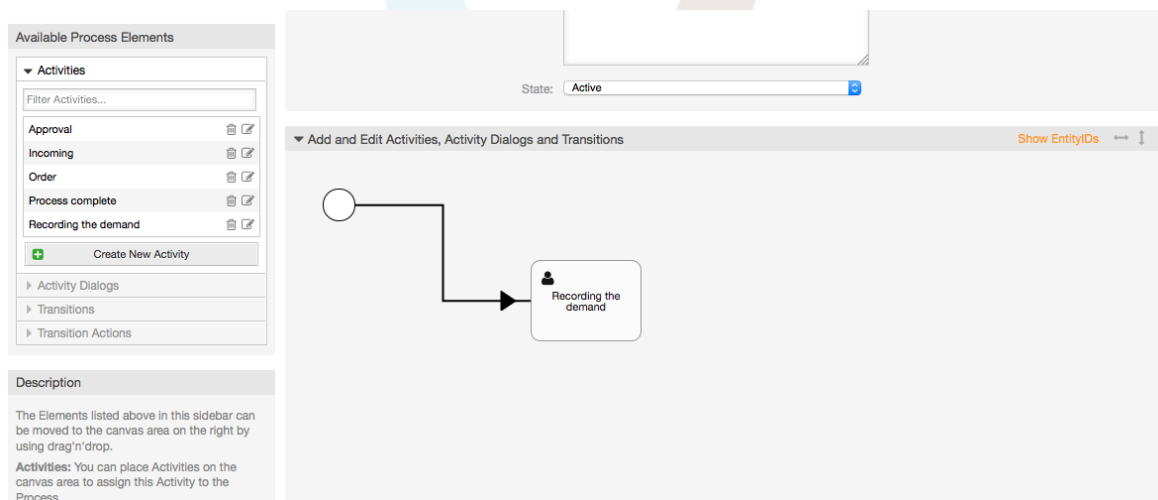 Available Process Elements
Activities
Filter Activities...
Approval
Incoming
Order
Process complete
Recording the demand
Create New Activity
Activity Dialogs
Transitions
Transition Actions
Description
The Elements listed above in this sidebar can
be moved to the canvas area on the right by
using drag'n'drop.
Activities: You can place Activities on the
canvas area to assign this Activity to the
Process.
State: Active
Add and Edit Activities, Activity Dialogs and Transitions
Show EntityIDs
Recording the
demand